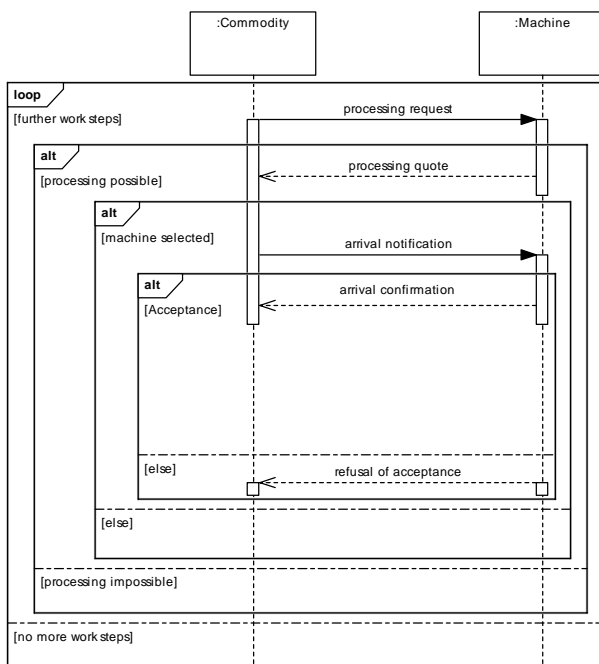 :Commodity
:Machine
loop
[further work steps]
processing request
alt
[processing possible]
processing quote
alt
[machine selected]
arrival notification
alt
[Acceptance]
arrival confirmation
[else]
refusal of acceptance
[else]
[processing impossible]
[no more work steps]